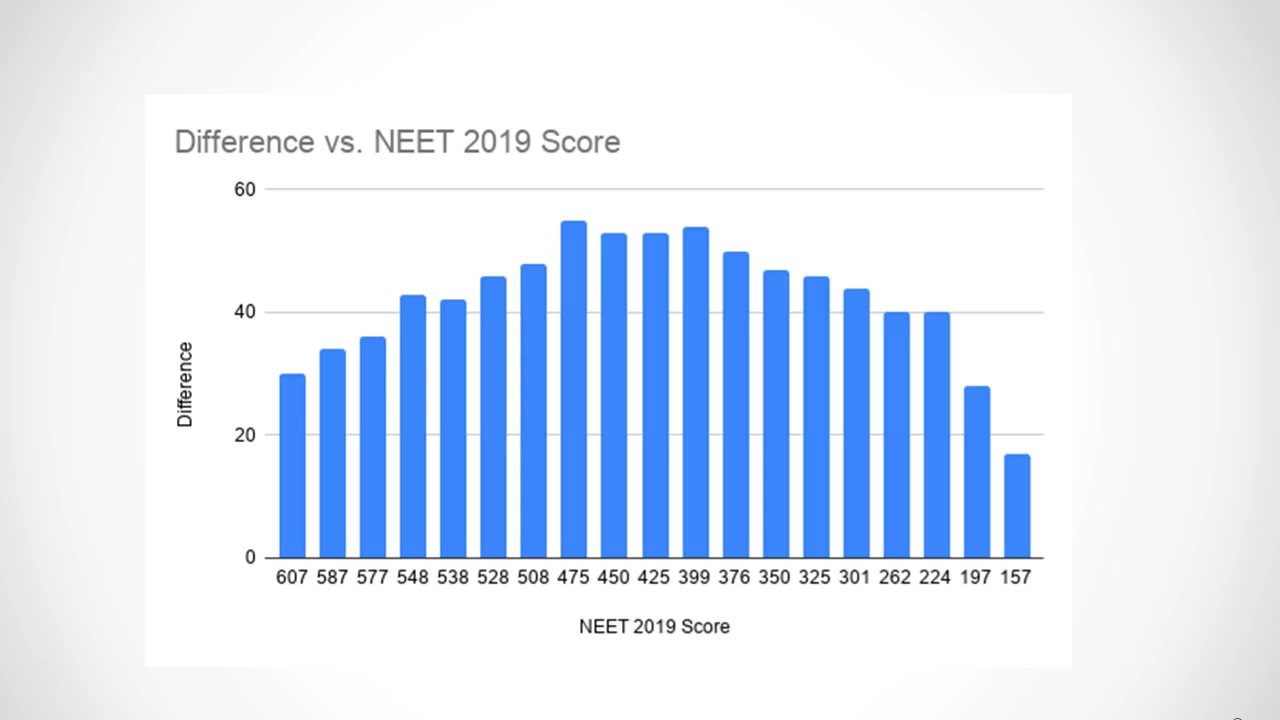 Difference vs. NEET 2019 Score
60
40
20
0
Difference
607 587 577 548 538 528 508 475 450 425 399 376 350 325 301 262 224 197 157
NEET 2019 Score